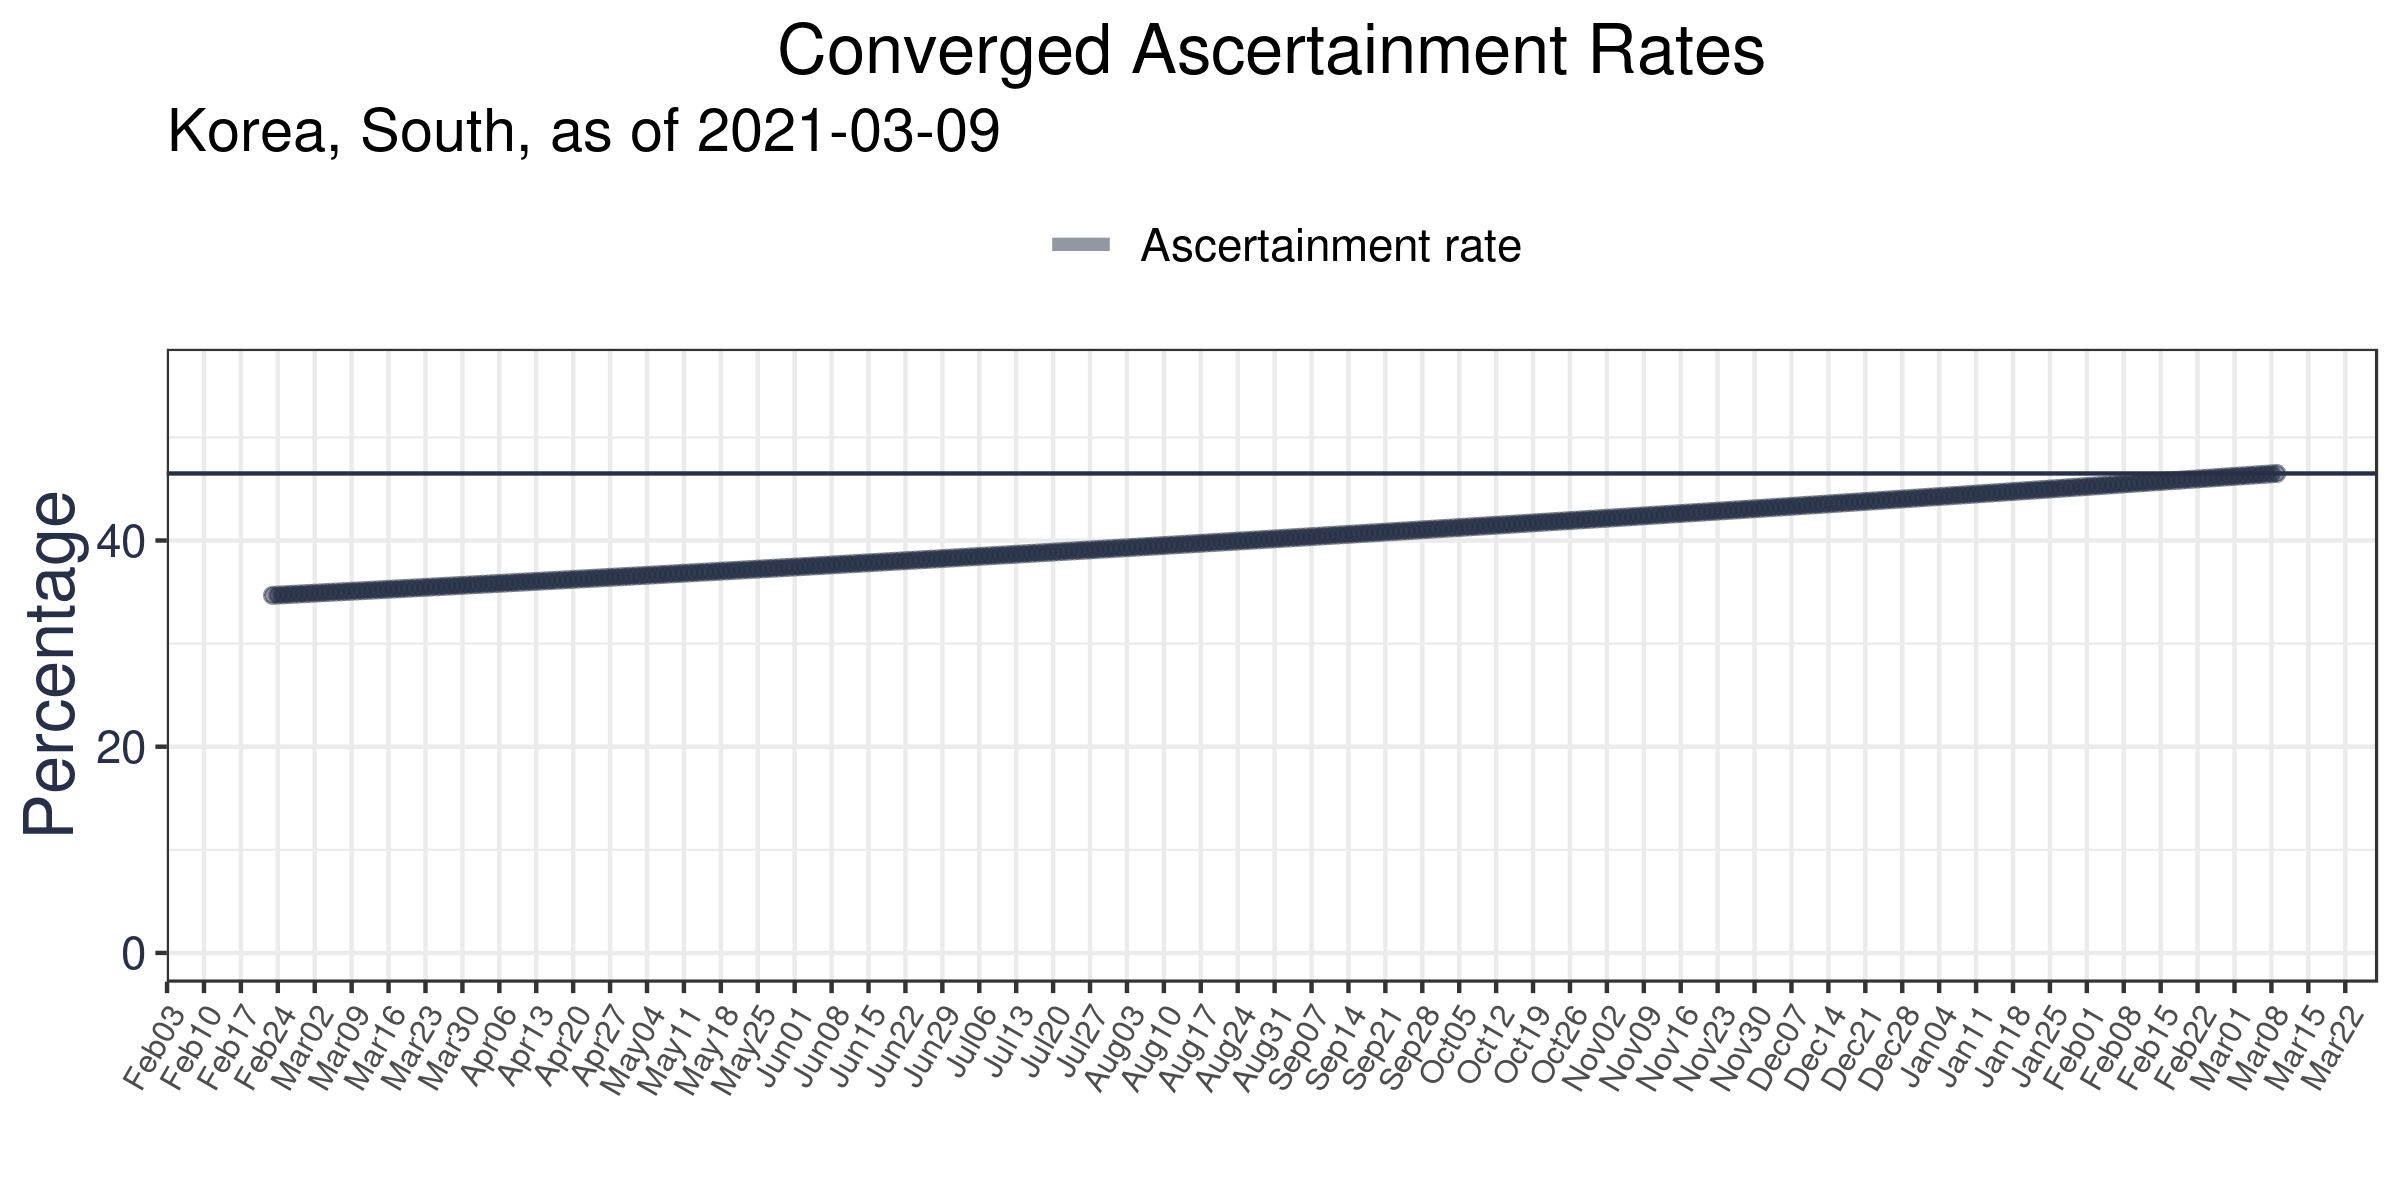 Converged Ascertainment Rates
Korea, South, as of 2021-03-09
Ascertainment rate
Percentage
40
20
0
Feb03
Feb10
Feb17
Feb24
Mar02
Mar09
Mar16
Mar23
Mar30
Apr06
Apr13
Apr20
Apr27
May04
May11
May18
May25
Jun01
Jun08
Jun15
Jun22
Jun29
Jul06
Jul13
Jul20
Jul27
Aug03
Aug10
Aug17
Aug24
Aug31
Sep07
Sep14
Sep21
Sep28
Oct05
Oct12
Oct19
Oct26
Nov02
Nov09
Nov16
Nov23
Nov30
Dec07
Dec14
Dec21
Dec28
Jan04
Jan11
Jan18
Jan25
Feb01
Feb08
Feb15
Feb22
Mar01
Mar08
Mar15
Mar22